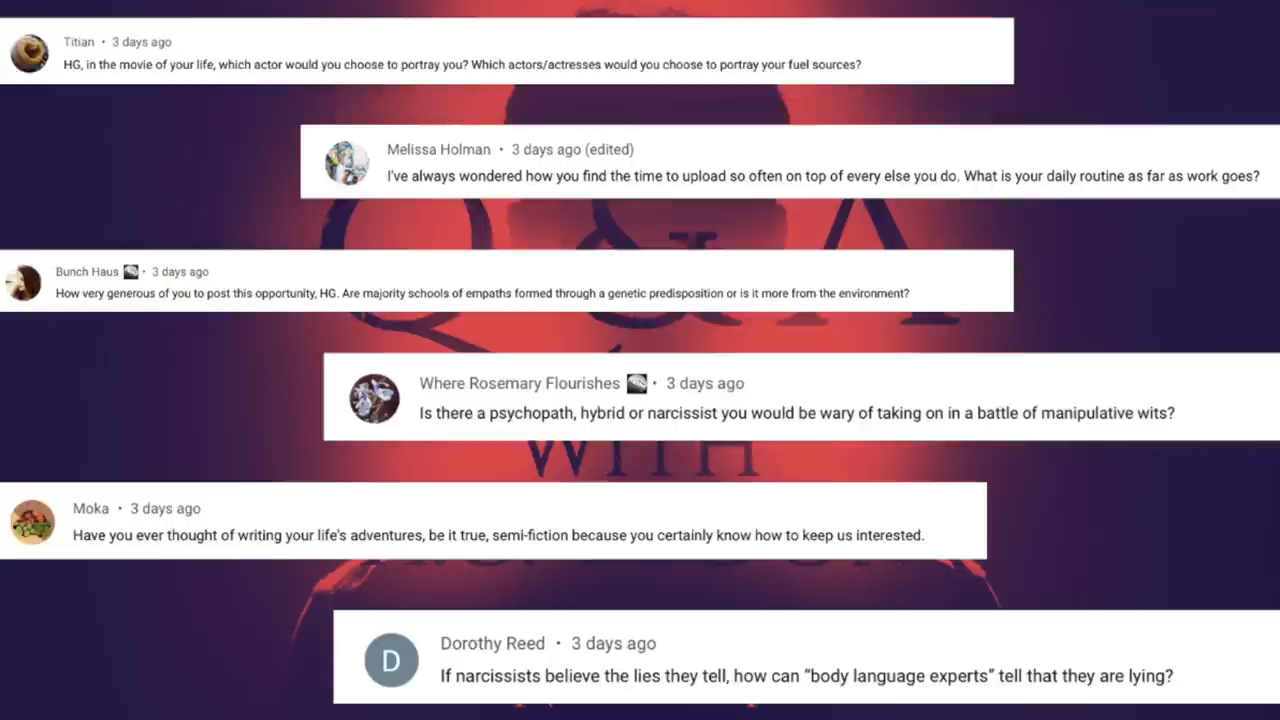 Titian • 3 days ago
HG, in the movie of your life, which actor would you choose to portray you? Which actors/actresses would you choose to portray your fuel sources?
Melissa Holman • 3 days ago (edited)
I've always wondered how you find the time to upload so often on top of every else you do. What is your daily routine as far as work goes?
Q & A
Bunch Haus • 3 days ago
How very generous of you to post this opportunity, HG. Are majority schools of empaths formed through a genetic predisposition or is it more from the environment?
Where Rosemary Flourishes • 3 days ago
Is there a psychopath, hybrid or narcissist you would be wary of taking on in a battle of manipulative wits?
WITH
Moka • 3 days ago
Have you ever thought of writing your life's adventures, be it true, semi-fiction because you certainly know how to keep us interested.
D
Dorothy Reed • 3 days ago
If narcissists believe the lies they tell, how can “body language experts” tell that they are lying?